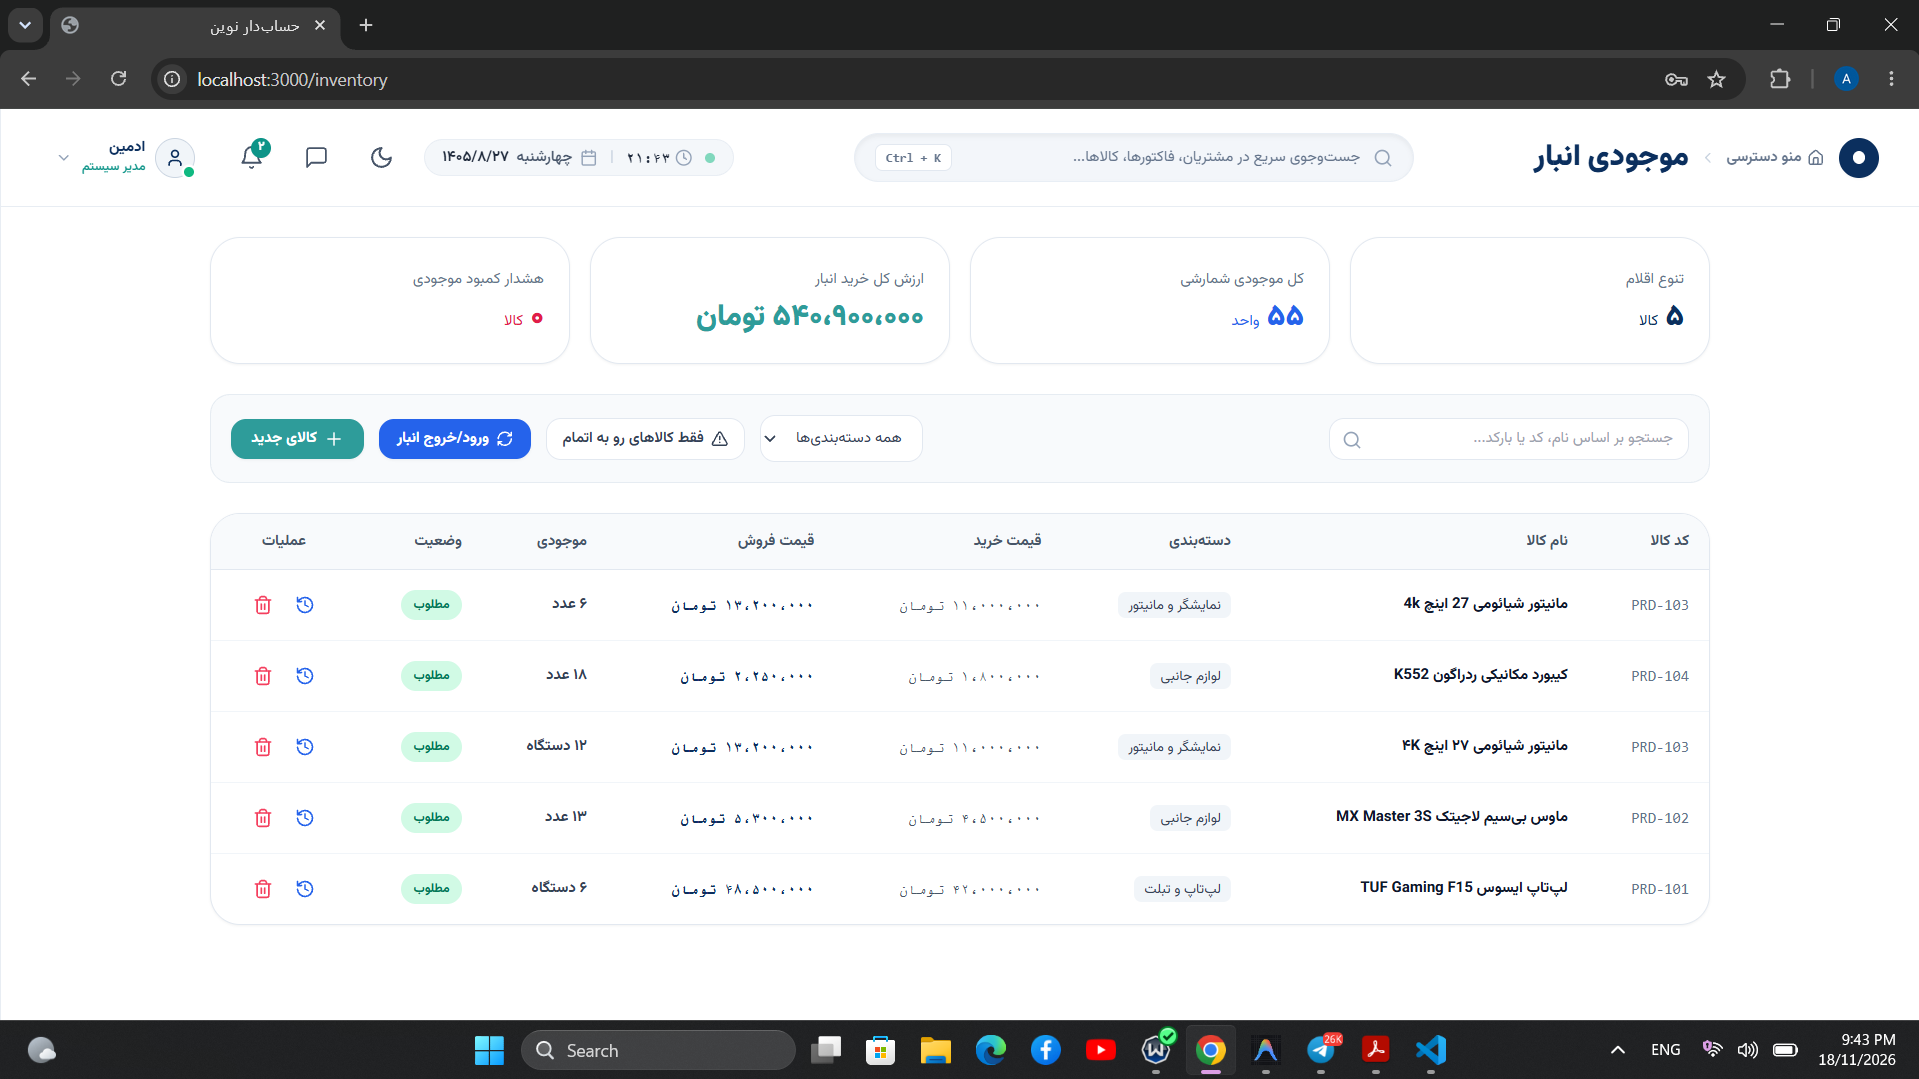 حساب‌دار نوین
localhost:3000/inventory
A
منو دسترسی
موجودی انبار
جست‌وجوی سریع در مشتریان، فاکتورها، کالاها...
Ctrl + K
۲۱:۴۳
چهارشنبه ۱۴۰۵/۸/۲۷
۲
ادمین
مدیر سیستم
تنوع اقلام
۵ کالا
کل موجودی شمارشی
۵۵ واحد
ارزش کل خرید انبار
۵۴۰،۹۰۰،۰۰۰ تومان
هشدار کمبود موجودی
۰ کالا
جستجو بر اساس نام، کد یا بارکد...
همه دسته‌بندی‌ها
فقط کالاهای رو به اتمام
ورود/خروج انبار
کالای جدید
کد کالا نام کالا دسته‌بندی قیمت خرید قیمت فروش موجودی وضعیت عملیات
PRD-103 مانیتور شیائومی 27 اینچ 4k نمایشگر و مانیتور ۱۱،۰۰۰،۰۰۰ تومان ۱۳،۲۰۰،۰۰۰ تومان ۶ عدد مطلوب
PRD-104 کیبورد مکانیکی ردراگون K552 لوازم جانبی ۱،۸۰۰،۰۰۰ تومان ۲،۲۵۰،۰۰۰ تومان ۱۸ عدد مطلوب
PRD-103 مانیتور شیائومی ۲۷ اینچ ۴K نمایشگر و مانیتور ۱۱،۰۰۰،۰۰۰ تومان ۱۳،۲۰۰،۰۰۰ تومان ۱۲ دستگاه مطلوب
PRD-102 ماوس بی‌سیم لاجیتک MX Master 3S لوازم جانبی ۴،۵۰۰،۰۰۰ تومان ۵،۳۰۰،۰۰۰ تومان ۱۳ عدد مطلوب
PRD-101 لپ‌تاپ ایسوس TUF Gaming F15 لپ‌تاپ و تبلت ۴۲،۰۰۰،۰۰۰ تومان ۴۸،۵۰۰،۰۰۰ تومان ۶ دستگاه مطلوب
Search
26K
ENG
9:43 PM
18/11/2026